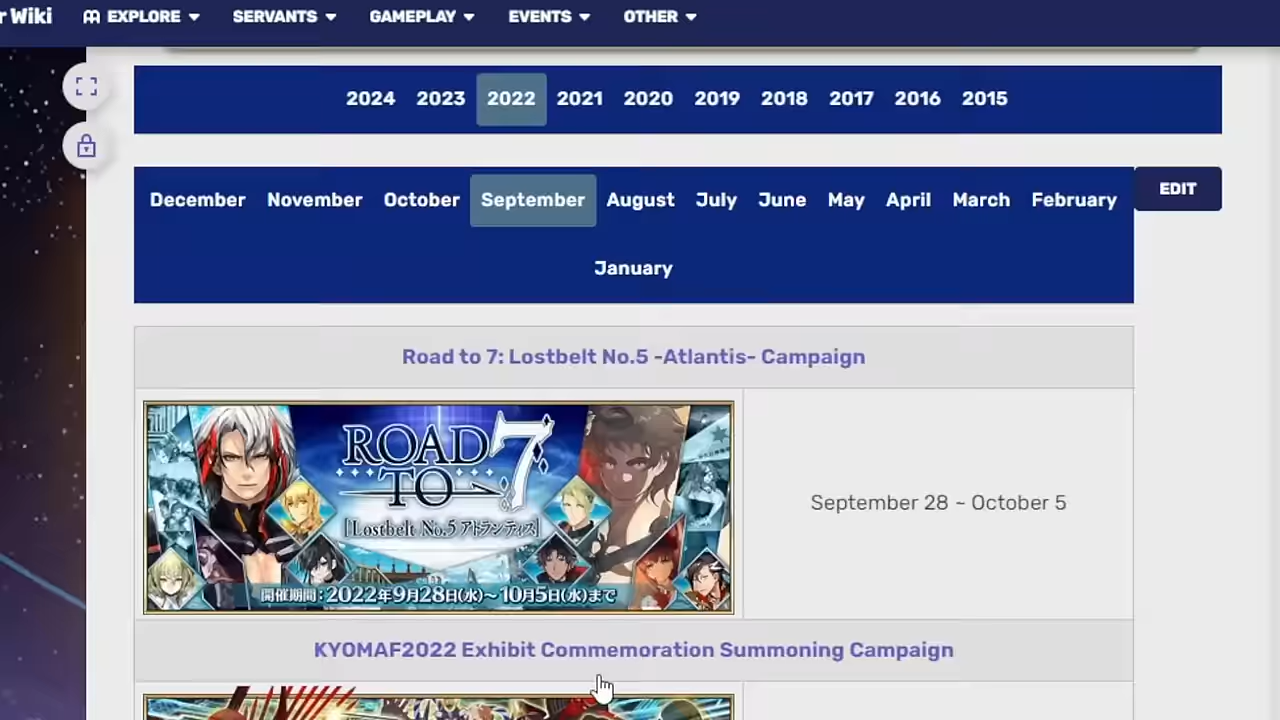 r Wiki EXPLORE SERVANTS GAMEPLAY EVENTS OTHER
2024 2023 2022 2021 2020 2019 2018 2017 2016 2015
December November October September August July June May April March February
EDIT
January
Road to 7: Lostbelt No.5 -Atlantis- Campaign
ROAD
TO 7
[Lostbelt No.5 アトランティス]
開催期間:2022年9月28日(水)〜10月5日(水)まで
September 28 ~ October 5
KYOMAF2022 Exhibit Commemoration Summoning Campaign